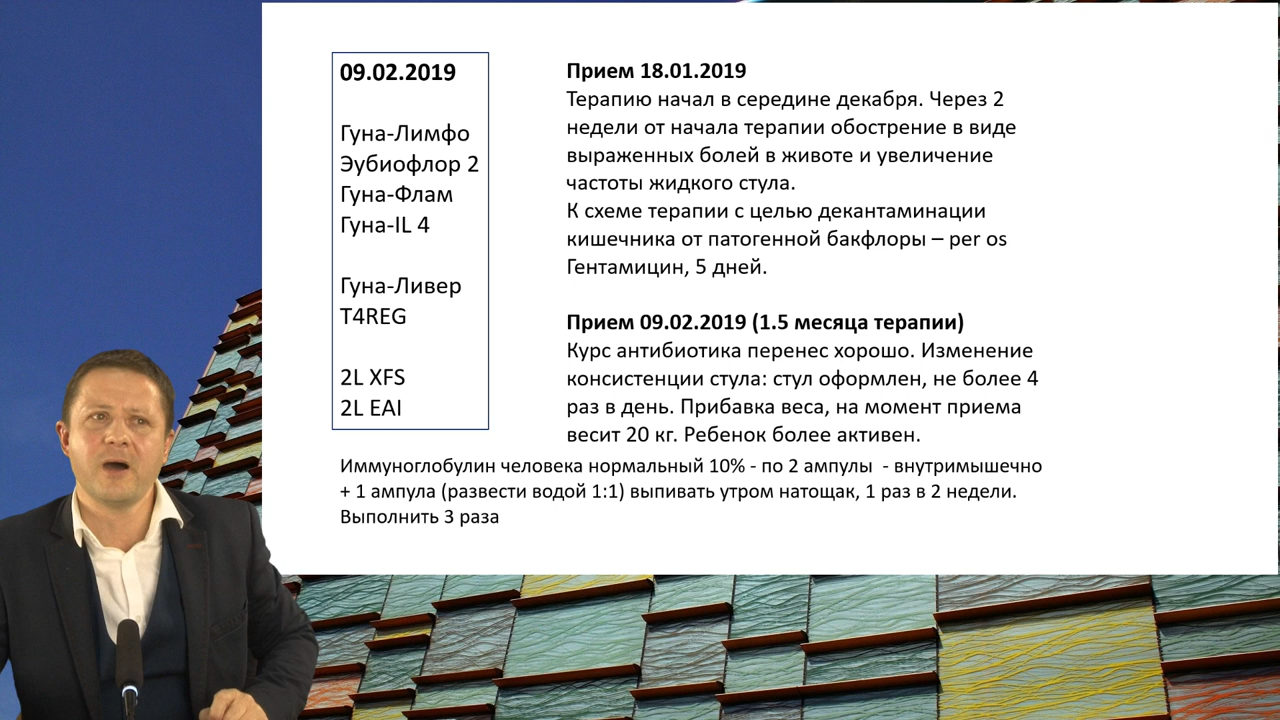 09.02.2019
Гуна-Лимфо
Эубиофлор 2
Гуна-Флам
Гуна-IL 4
Гуна-Ливер
T4REG
2L XFS
2L EAI
Прием 18.01.2019
Терапию начал в середине декабря. Через 2
недели от начала терапии обострение в виде
выраженных болей в животе и увеличение
частоты жидкого стула.
К схеме терапии с целью декантаминации
кишечника от патогенной бакфлоры – per os
Гентамицин, 5 дней.
Прием 09.02.2019 (1.5 месяца терапии)
Курс антибиотика перенес хорошо. Изменение
консистенции стула: стул оформлен, не более 4
раз в день. Прибавка веса, на момент приема
весит 20 кг. Ребенок более активен.
Иммуноглобулин человека нормальный 10% - по 2 ампулы - внутримышечно
+ 1 ампула (развести водой 1:1) выпивать утром натощак, 1 раз в 2 недели.
Выполнить 3 раза